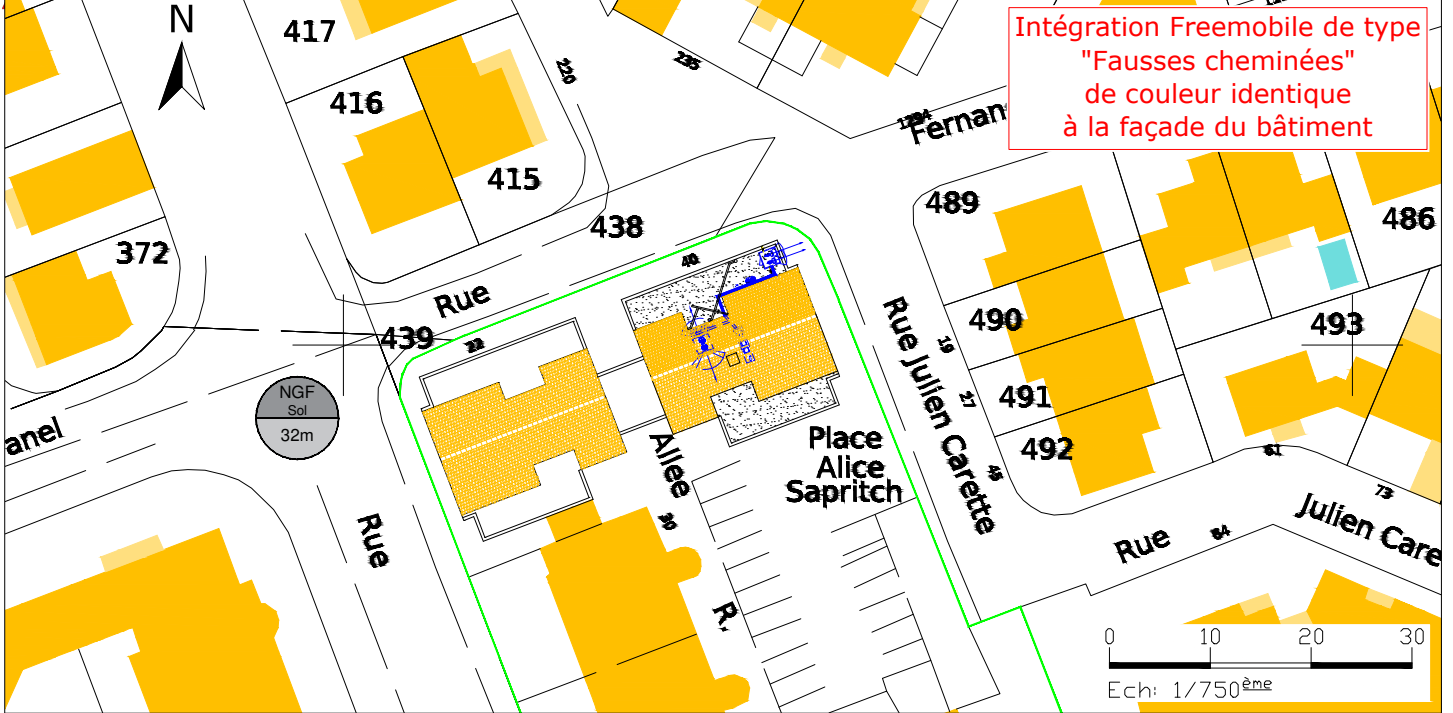 N
417
220
235
Intégration Freemobile de type
"Fausses cheminées"
de couleur identique
à la façade du bâtiment
416
1294
Fernan
415
489
438
486
372
40
Rue
439
22
490
493
19
NGF
Sol
32m
Rue Julien Carette
491
27
anel
Allee
Place
Alice
Sapritch
492
45
61
73
30
Rue
Rue
84
Julien Care
R.
0 10 20 30
Ech: 1/750ème